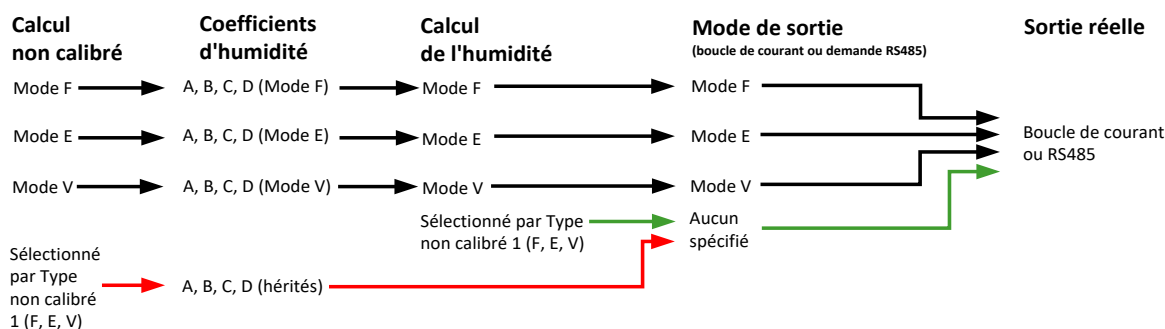 Calcul
non calibré
Coefficients
d'humidité
Calcul
de l'humidité
Mode de sortie
(boucle de courant ou demande RS485)
Sortie réelle
Mode F
A, B, C, D (Mode F)
Mode F
Mode F
Mode E
A, B, C, D (Mode E)
Mode E
Mode E
Boucle de courant
ou RS485
Mode V
A, B, C, D (Mode V)
Mode V
Mode V
Sélectionné par Type
non calibré 1 (F, E, V)
Aucun
spécifié
Sélectionné
par Type
non calibré
1 (F, E, V)
A, B, C, D (hérités)